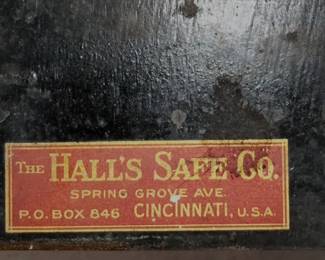 THE HALL'S SAFE CO.
SPRING GROVE AVE.
P.O. BOX 846 CINCINNATI, U.S.A.